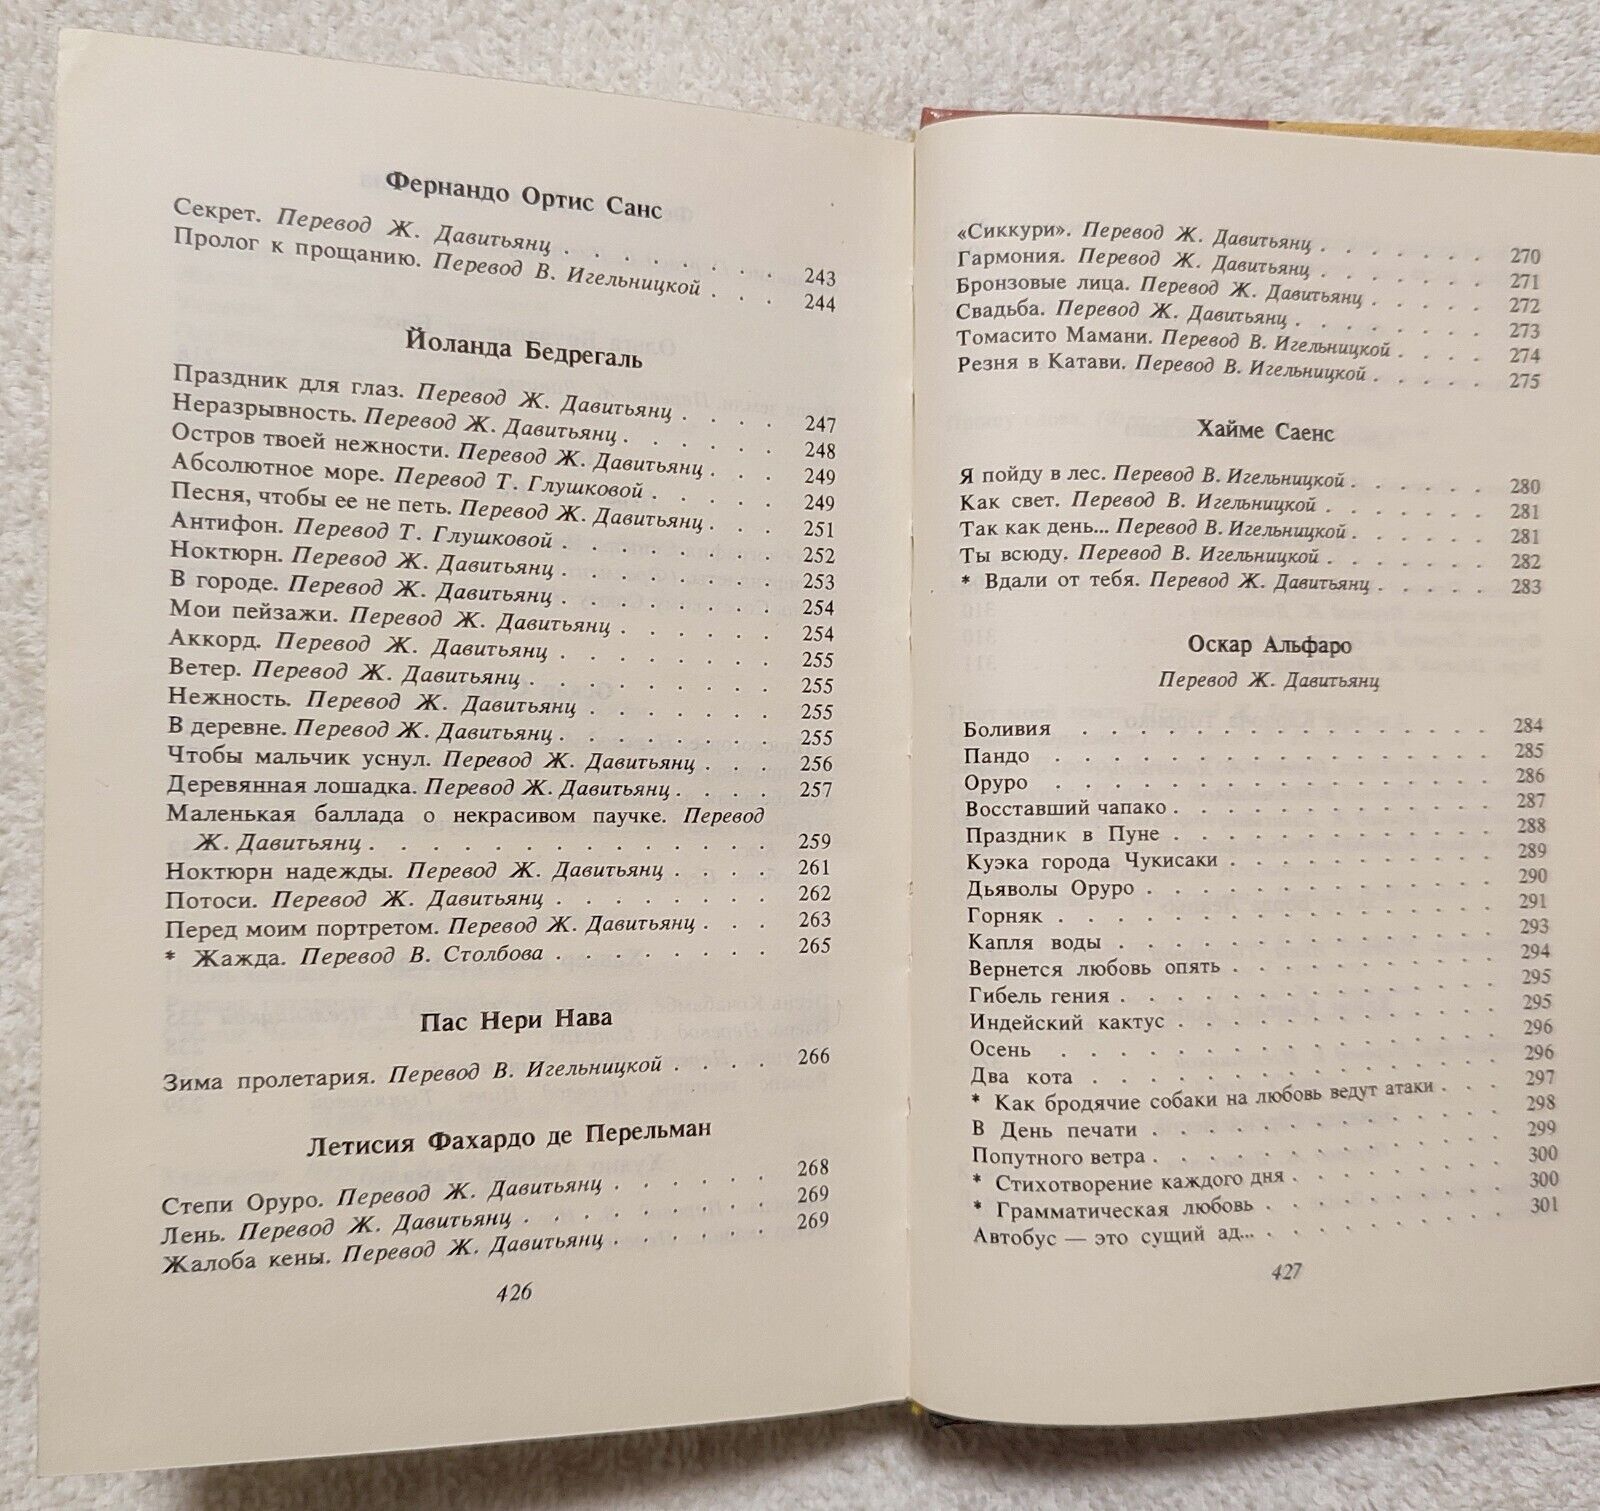 Фернандо Ортис Санс
Секрет. Перевод Ж. Давитьянц . . . . . . . . 243
Пролог к прощанию. Перевод В. Игельницкой . . . 244
Йоланда Бедрегаль
Праздник для глаз. Перевод Ж. Давитьянц . . . . 247
Неразрывность. Перевод Ж. Давитьянц . . . . . . 248
Остров твоей нежности. Перевод Ж. Давитьянц . . . 249
Абсолютное море. Перевод Т. Глушковой . . . . . 249
Песня, чтобы ее не петь. Перевод Ж. Давитьянц . . . 251
Антифон. Перевод Т. Глушковой . . . . . . . . 252
Ноктюрн. Перевод Ж. Давитьянц . . . . . . . . 253
В городе. Перевод Ж. Давитьянц . . . . . . . . 254
Мои пейзажи. Перевод Ж. Давитьянц . . . . . . 254
Аккорд. Перевод Ж. Давитьянц . . . . . . . . 255
Ветер. Перевод Ж. Давитьянц . . . . . . . . . 255
Нежность. Перевод Ж. Давитьянц . . . . . . . 255
В деревне. Перевод Ж. Давитьянц . . . . . . . . 255
Чтобы мальчик уснул. Перевод Ж. Давитьянц . . . 256
Деревянная лошадка. Перевод Ж. Давитьянц . . . . 257
Маленькая баллада о некрасивом паучке. Перевод
Ж. Давитьянц . . . . . . . . . . . . . . 259
Ноктюрн надежды. Перевод Ж. Давитьянц . . . . 261
Потоси. Перевод Ж. Давитьянц . . . . . . . . 262
Перед моим портретом. Перевод Ж. Давитьянц . . . 263
* Жажда. Перевод В. Столбова . . . . . . . . 265
Пас Нери Нава
Зима пролетария. Перевод В. Игельницкой . . . . 266
Летисия Фахардо де Перельман
Степи Оруро. Перевод Ж. Давитьянц . . . . . . 268
Лень. Перевод Ж. Давитьянц . . . . . . . . . 269
Жалоба кены. Перевод Ж. Давитьянц . . . . . . 269
426
«Сиккури». Перевод Ж. Давитьянц . . . . . . . 270
Гармония. Перевод Ж. Давитьянц . . . . . . . 271
Бронзовые лица. Перевод Ж. Давитьянц . . . . . 272
Свадьба. Перевод Ж. Давитьянц . . . . . . . . 273
Томасито Мамани. Перевод В. Игельницкой . . . . 274
Резня в Катави. Перевод В. Игельницкой . . . . . 275
Хайме Саенс
Я пойду в лес. Перевод В. Игельницкой . . . . . . 280
Как свет. Перевод В. Игельницкой . . . . . . . 281
Так как день... Перевод В. Игельницкой . . . . . . 281
Ты всюду. Перевод В. Игельницкой . . . . . . . 282
* Вдали от тебя. Перевод Ж. Давитьянц . . . . . 283
Оскар Альфаро
Перевод Ж. Давитьянц
Боливия . . . . . . . . . . . . . . . 284
Пандо . . . . . . . . . . . . . . . . 285
Оруро . . . . . . . . . . . . . . . . 286
Восставший чапако . . . . . . . . . . . . 287
Праздник в Пуне . . . . . . . . . . . . 288
Куэка города Чукисаки . . . . . . . . . . 289
Дьяволы Оруро . . . . . . . . . . . . . 290
Горняк . . . . . . . . . . . . . . . . 291
Капля воды . . . . . . . . . . . . . . 293
Вернется любовь опять . . . . . . . . . . 294
Гибель гения . . . . . . . . . . . . . . 295
Индейский кактус . . . . . . . . . . . . 295
Осень . . . . . . . . . . . . . . . . 296
Два кота . . . . . . . . . . . . . . . 296
* Как бродячие собаки на любовь ведут атаки . . . 297
В День печати . . . . . . . . . . . . . 298
Попутного ветра . . . . . . . . . . . . . 299
* Стихотворение каждого дня . . . . . . . . 300
* Грамматическая любовь . . . . . . . . . 300
Автобус — это сущий ад... . . . . . . . . . 301
427